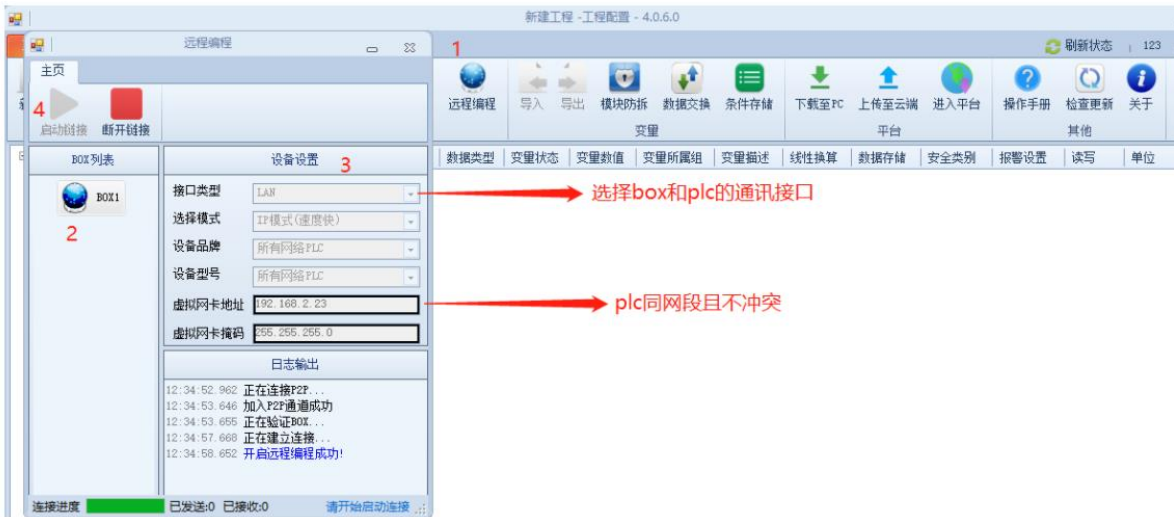 新建工程 -工程配置 - 4.0.6.0
远程编程
1
刷新状态 123
主页
4
启动链接 断开链接
远程编程 导入 导出 模块防拆 数据交换 条件存储 下载至PC 上传至云端 进入平台 操作手册 检查更新 关于
变量 平台 其他
BOX列表 设备设置 3
数据类型 变量状态 变量数值 变量所属组 变量描述 线性换算 数据存储 安全类别 报警设置 读写 单位
BOX1
2
接口类型 LAN
选择box和plc的通讯接口
选择模式 IP模式(速度快)
设备品牌 所有网络PLC
设备型号 所有网络PLC
虚拟网卡地址 192.168.2.23
plc同网段且不冲突
虚拟网卡掩码 255.255.255.0
日志输出
12:34:52.962 正在连接P2P...
12:34:53.646 加入P2P通道成功
12:34:53.655 正在验证BOX...
12:34:57.668 正在建立连接...
12:34:58.652 开启远程编程成功!
连接进度 已发送:0 已接收:0 请开始启动连接